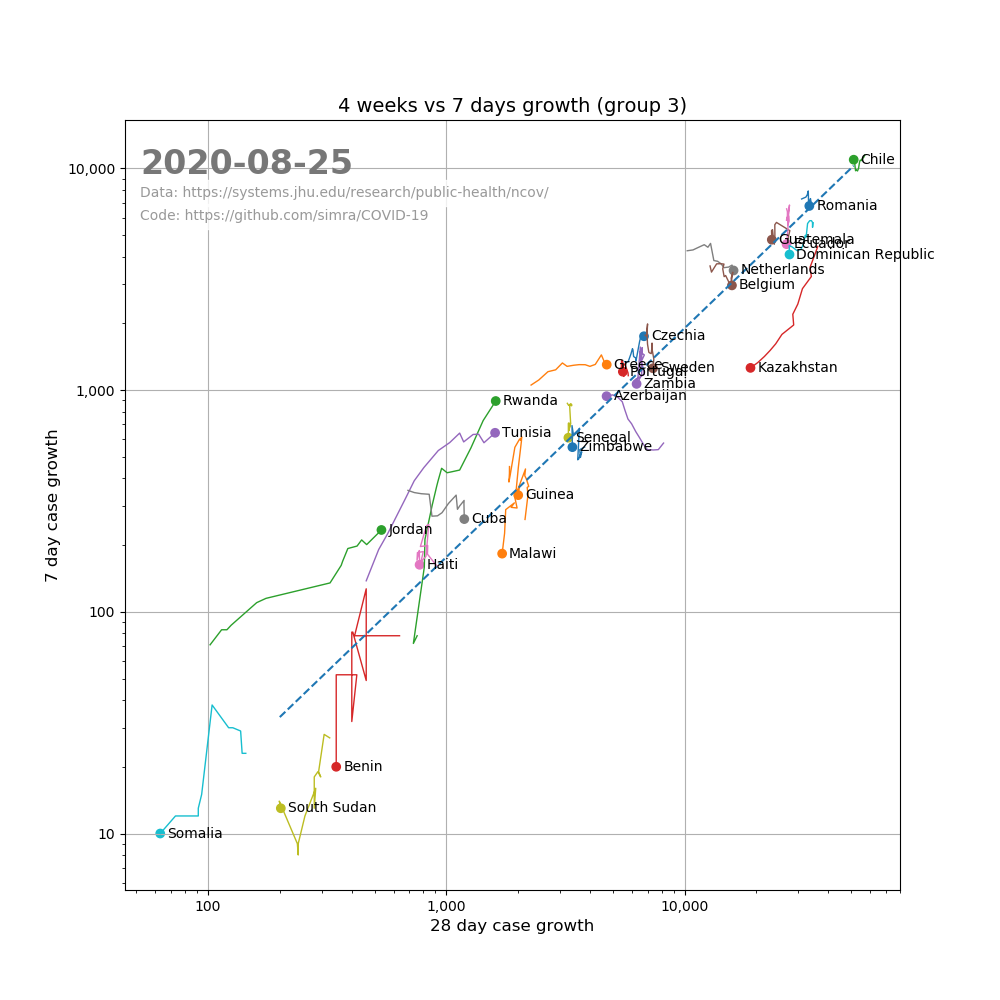 4 weeks vs 7 days growth (group 3)
2020-08-25
Data: https://systems.jhu.edu/research/public-health/ncov/
Code: https://github.com/simra/COVID-19
10,000
1,000
100
10
7 day case growth
Chile
Romania
Guatemala
Ecuador
Dominican Republic
Netherlands
Belgium
Czechia
Greece
Sweden
Portugal
Kazakhstan
Zambia
Azerbaijan
Rwanda
Tunisia
Senegal
Zimbabwe
Guinea
Cuba
Jordan
Malawi
Haiti
Benin
South Sudan
Somalia
100
1,000
10,000
28 day case growth